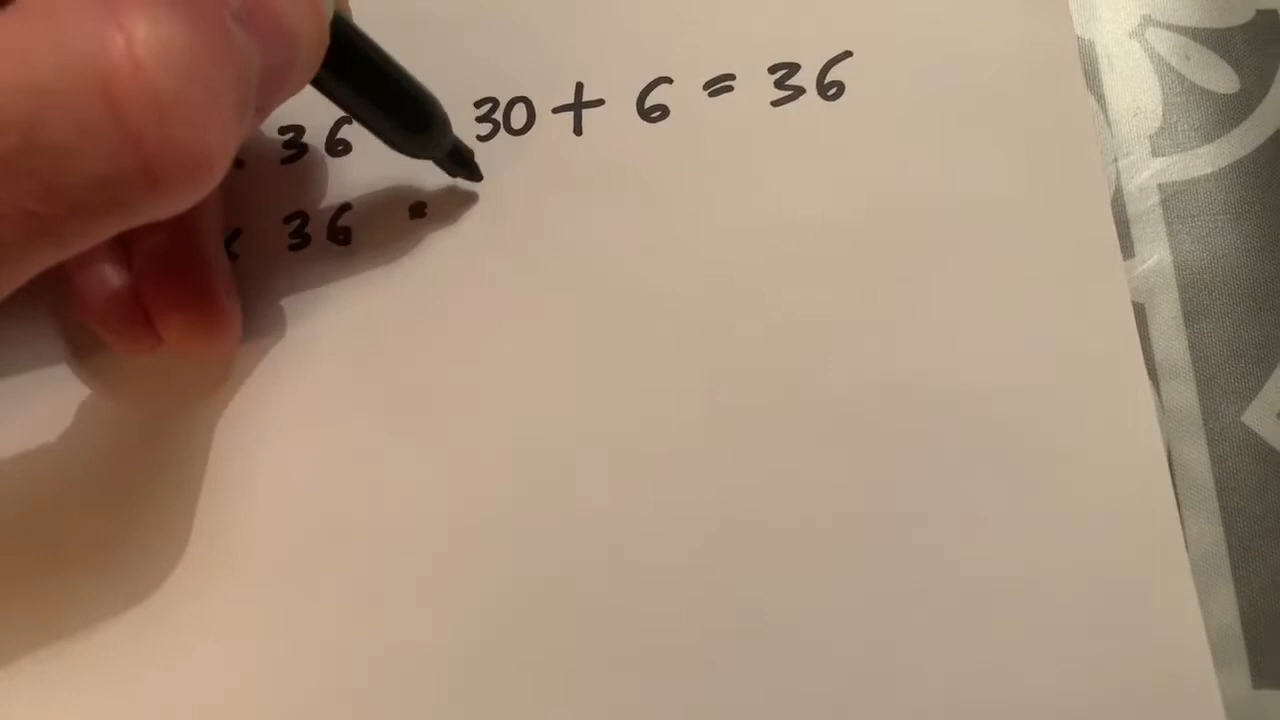 × 36 30 + 6 = 36
× 36 =